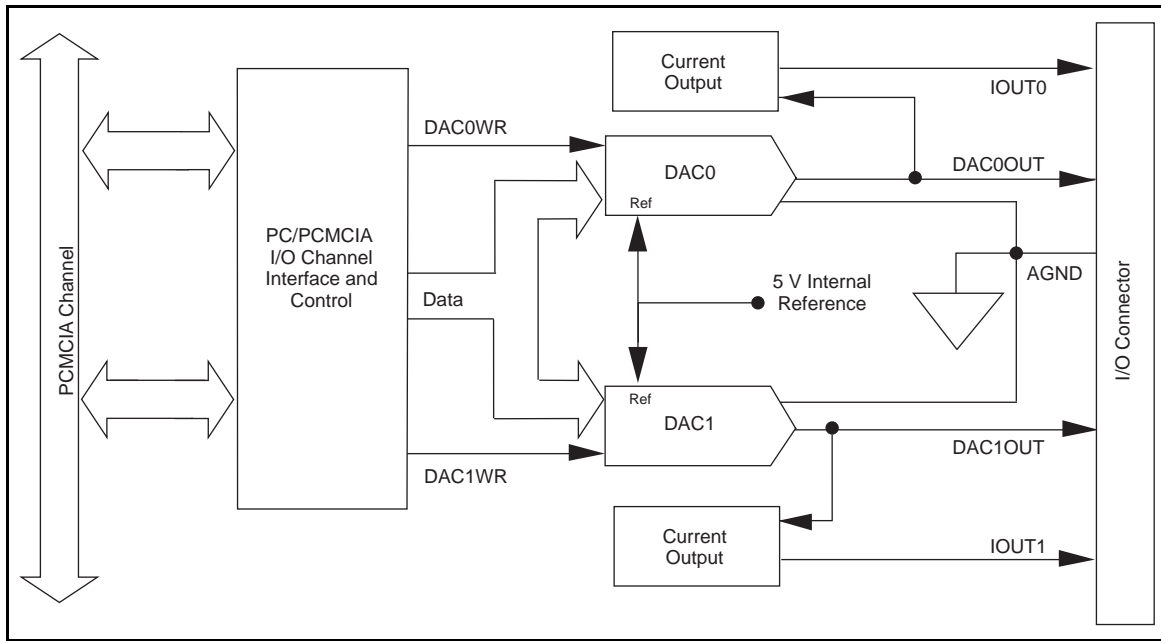 Current
Output
IOUT0
DAC0WR
DAC0
DAC0OUT
Ref
PC/PCMCIA
I/O Channel
Interface and
Control
Data
5 V Internal
Reference
AGND
PCMCIA Channel
I/O Connector
Ref
DAC1
DAC1OUT
DAC1WR
Current
Output
IOUT1